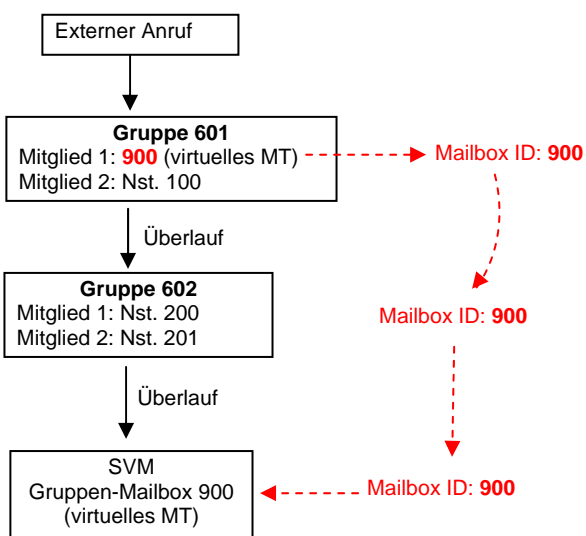 Externer Anruf
Gruppe 601
Mitglied 1: 900 (virtuelles MT)
Mitglied 2: Nst. 100
Mailbox ID: 900
Überlauf
Gruppe 602
Mitglied 1: Nst. 200
Mitglied 2: Nst. 201
Mailbox ID: 900
Überlauf
SVM
Gruppen-Mailbox 900
(virtuelles MT)
Mailbox ID: 900